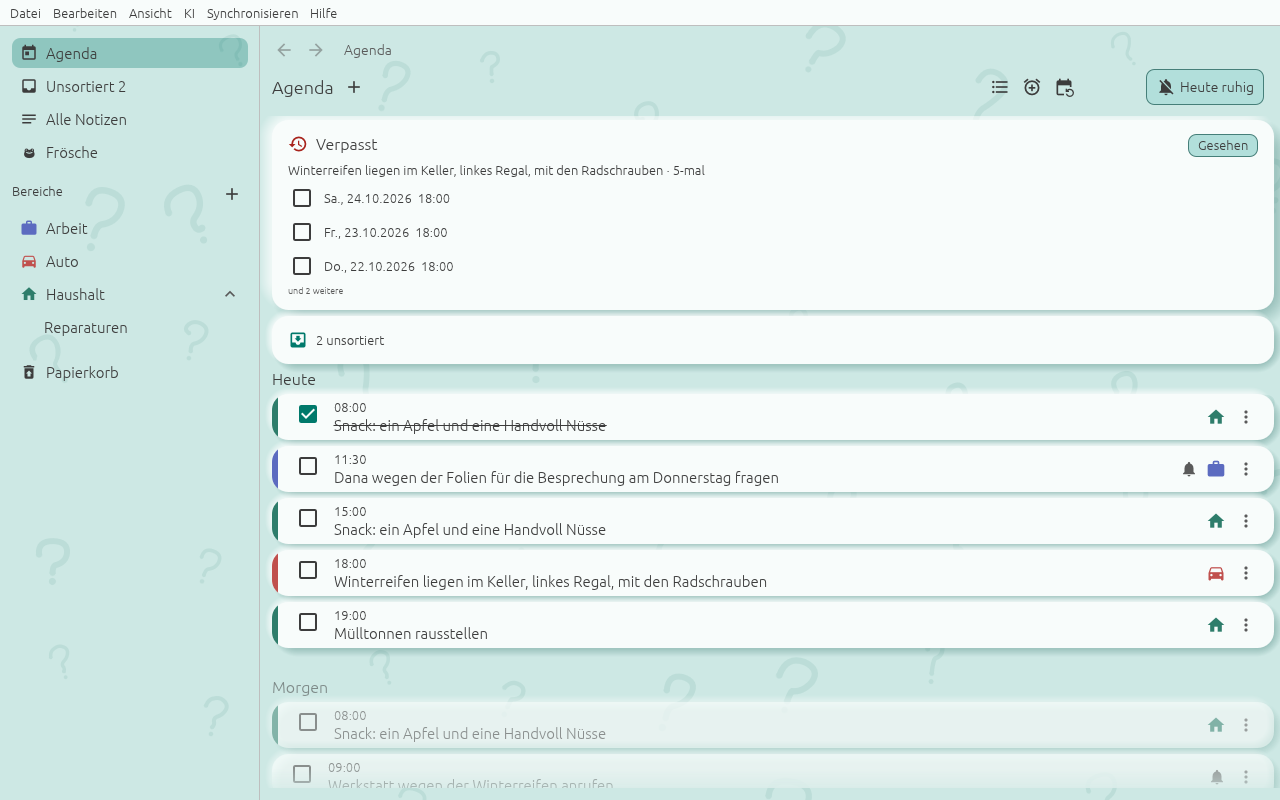 Datei Bearbeiten Ansicht KI Synchronisieren Hilfe
Agenda
Unsortiert 2
Alle Notizen
Frösche
Bereiche
Arbeit
Auto
Haushalt
Reparaturen
Papierkorb
Agenda
Agenda
Heute ruhig
Verpasst
Gesehen
Winterreifen liegen im Keller, linkes Regal, mit den Radschrauben · 5-mal
Sa., 24.10.2026 18:00
Fr., 23.10.2026 18:00
Do., 22.10.2026 18:00
und 2 weitere
2 unsortiert
Heute
08:00
Snack: ein Apfel und eine Handvoll Nüsse
11:30
Dana wegen der Folien für die Besprechung am Donnerstag fragen
15:00
Snack: ein Apfel und eine Handvoll Nüsse
18:00
Winterreifen liegen im Keller, linkes Regal, mit den Radschrauben
19:00
Mülltonnen rausstellen
Morgen
08:00
Snack: ein Apfel und eine Handvoll Nüsse
09:00
Werkstatt wegen der Winterreifen anrufen